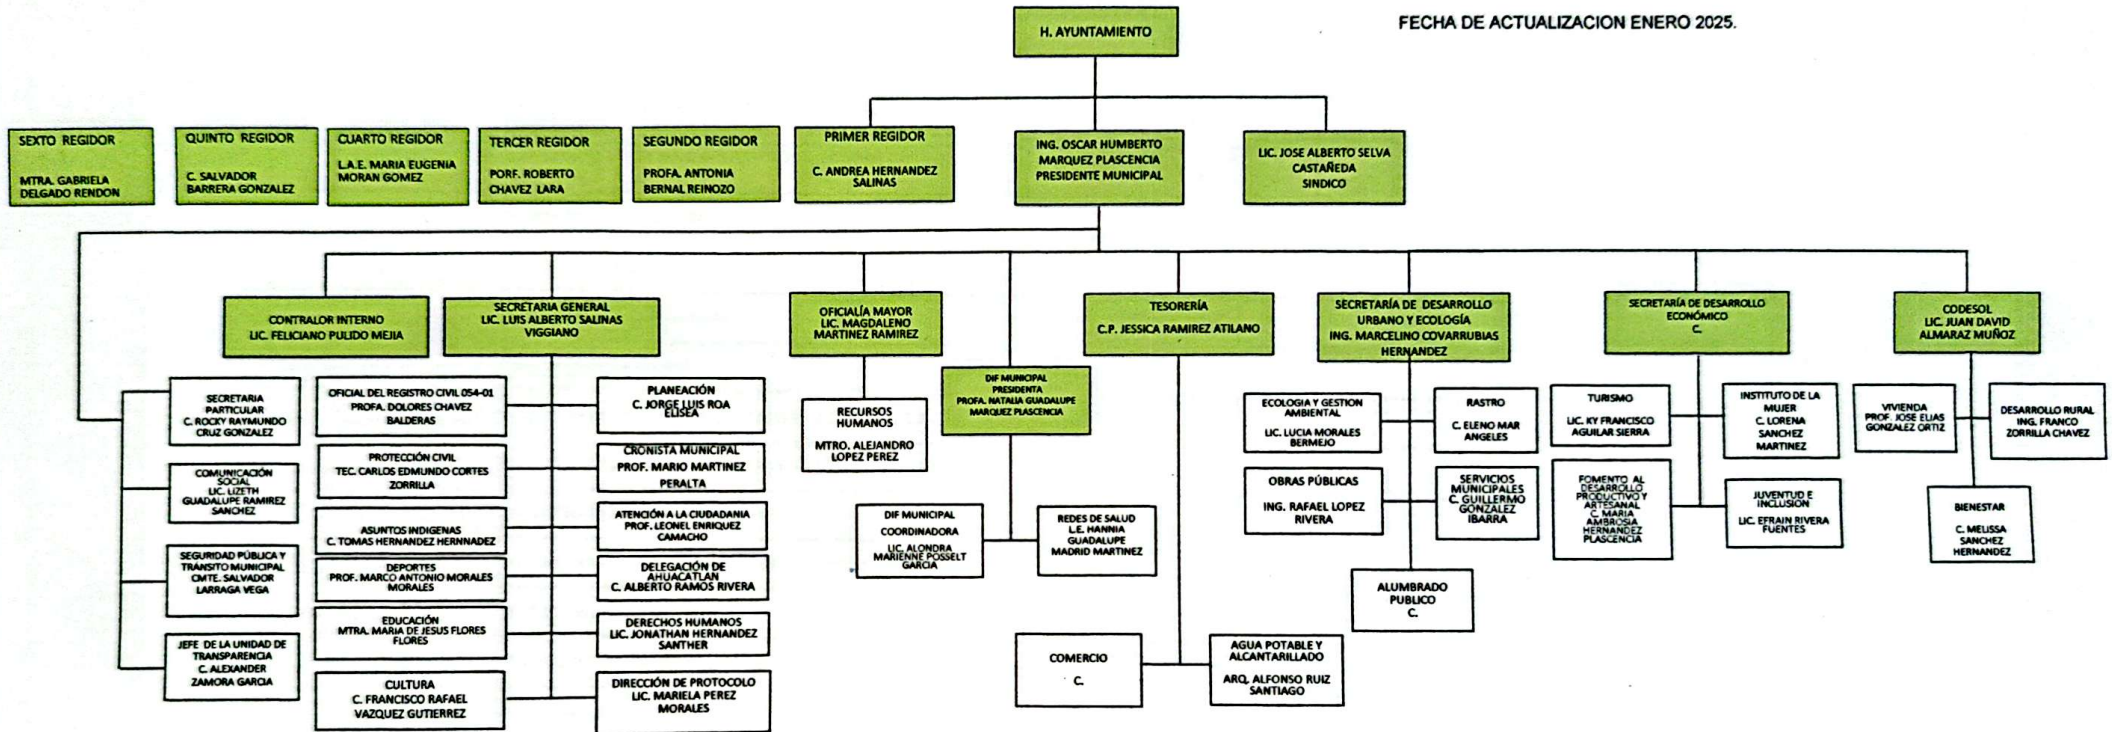 FECHA DE ACTUALIZACION ENERO 2025.
H. AYUNTAMIENTO
SEXTO REGIDOR
MTRA. GABRIELA
DELGADO RENDON
QUINTO REGIDOR
C. SALVADOR
BARRERA GONZALEZ
CUARTO REGIDOR
L.A.E. MARIA EUGENIA
MORAN GOMEZ
TERCER REGIDOR
PORF. ROBERTO
CHAVEZ LARA
SEGUNDO REGIDOR
PROFA. ANTONIA
BERNAL REINOZO
PRIMER REGIDOR
C. ANDREA HERNANDEZ
SALINAS
ING. OSCAR HUMBERTO
MARQUEZ PLASCENCIA
PRESIDENTE MUNICIPAL
LIC. JOSE ALBERTO SELVA
CASTAÑEDA
SINDICO
CONTRALOR INTERNO
LIC. FELICIANO PULIDO MEJIA
SECRETARIA GENERAL
LIC. LUIS ALBERTO SALINAS
VIGGIANO
OFICIALÍA MAYOR
LIC. MAGDALENO
MARTINEZ RAMIREZ
TESORERÍA
C.P. JESSICA RAMIREZ ATILANO
SECRETARÍA DE DESARROLLO
URBANO Y ECOLOGÍA
ING. MARCELINO COVARRUBIAS
HERNANDEZ
SECRETARÍA DE DESARROLLO
ECONÓMICO
C.
CODESOL
LIC. JUAN DAVID
ALMARAZ MUÑOZ
DIF MUNICIPAL
PRESIDENTA
PROFA. NATALIA GUADALUPE
MARQUEZ PLASCENCIA
SECRETARIA
PARTICULAR
C. ROCKY RAYMUNDO
CRUZ GONZALEZ
COMUNICACIÓN
SOCIAL
LIC. LIZETH
GUADALUPE RAMIREZ
SANCHEZ
SEGURIDAD PÚBLICA Y
TRÁNSITO MUNICIPAL
CMTE. SALVADOR
LARRAGA VEGA
JEFE DE LA UNIDAD DE
TRANSPARENCIA
C. ALEXANDER
ZAMORA GARCIA
OFICIAL DEL REGISTRO CIVIL 054-01
PROFA. DOLORES CHAVEZ
BALDERAS
PROTECCIÓN CIVIL
TEC. CARLOS EDMUNDO CORTES
ZORRILLA
ASUNTOS INDIGENAS
C. TOMAS HERNANDEZ HERNNADEZ
DEPORTES
PROF. MARCO ANTONIO MORALES
MORALES
EDUCACIÓN
MTRA. MARIA DE JESUS FLORES
FLORES
CULTURA
C. FRANCISCO RAFAEL
VAZQUEZ GUTIERREZ
PLANEACIÓN
C. JORGE LUIS ROA
ELISEA
CRONISTA MUNICIPAL
PROF. MARIO MARTINEZ
PERALTA
ATENCIÓN A LA CIUDADANIA
PROF. LEONEL ENRIQUEZ
CAMACHO
DELEGACIÓN DE
AHUACATLAN
C. ALBERTO RAMOS RIVERA
DERECHOS HUMANOS
LIC. JONATHAN HERNANDEZ
SANTHER
DIRECCIÓN DE PROTOCOLO
LIC. MARIELA PEREZ
MORALES
RECURSOS
HUMANOS
MTRO. ALEJANDRO
LOPEZ PEREZ
DIF MUNICIPAL
COORDINADORA
LIC. ALONDRA
MARIENNE POSSELT
GARCIA
REDES DE SALUD
L.E. HANNIA
GUADALUPE
MADRID MARTINEZ
COMERCIO
C.
AGUA POTABLE Y
ALCANTARILLADO
ARQ. ALFONSO RUIZ
SANTIAGO
ECOLOGIA Y GESTION
AMBIENTAL
LIC. LUCIA MORALES
BERMEJO
RASTRO
C. ELENO MAR
ANGELES
OBRAS PÚBLICAS
ING. RAFAEL LOPEZ
RIVERA
SERVICIOS
MUNICIPALES
C. GUILLERMO
GONZALEZ
IBARRA
ALUMBRADO
PUBLICO
C.
TURISMO
LIC. KY FRANCISCO
AGUILAR SIERRA
INSTITUTO DE LA
MUJER
C. LORENA
SANCHEZ
MARTINEZ
FOMENTO AL
DESARROLLO
PRODUCTIVO Y
ARTESANAL
C. MARIA
AMBROSIA
HERNANDEZ
PLASCENCIA
JUVENTUD E
INCLUSIÓN
LIC. EFRAIN RIVERA
FUENTES
VIVIENDA
PROF. JOSE ELIAS
GONZALEZ ORTIZ
DESARROLLO RURAL
ING. FRANCO
ZORRILLA CHAVEZ
BIENESTAR
C. MELISSA
SANCHEZ
HERNANDEZ